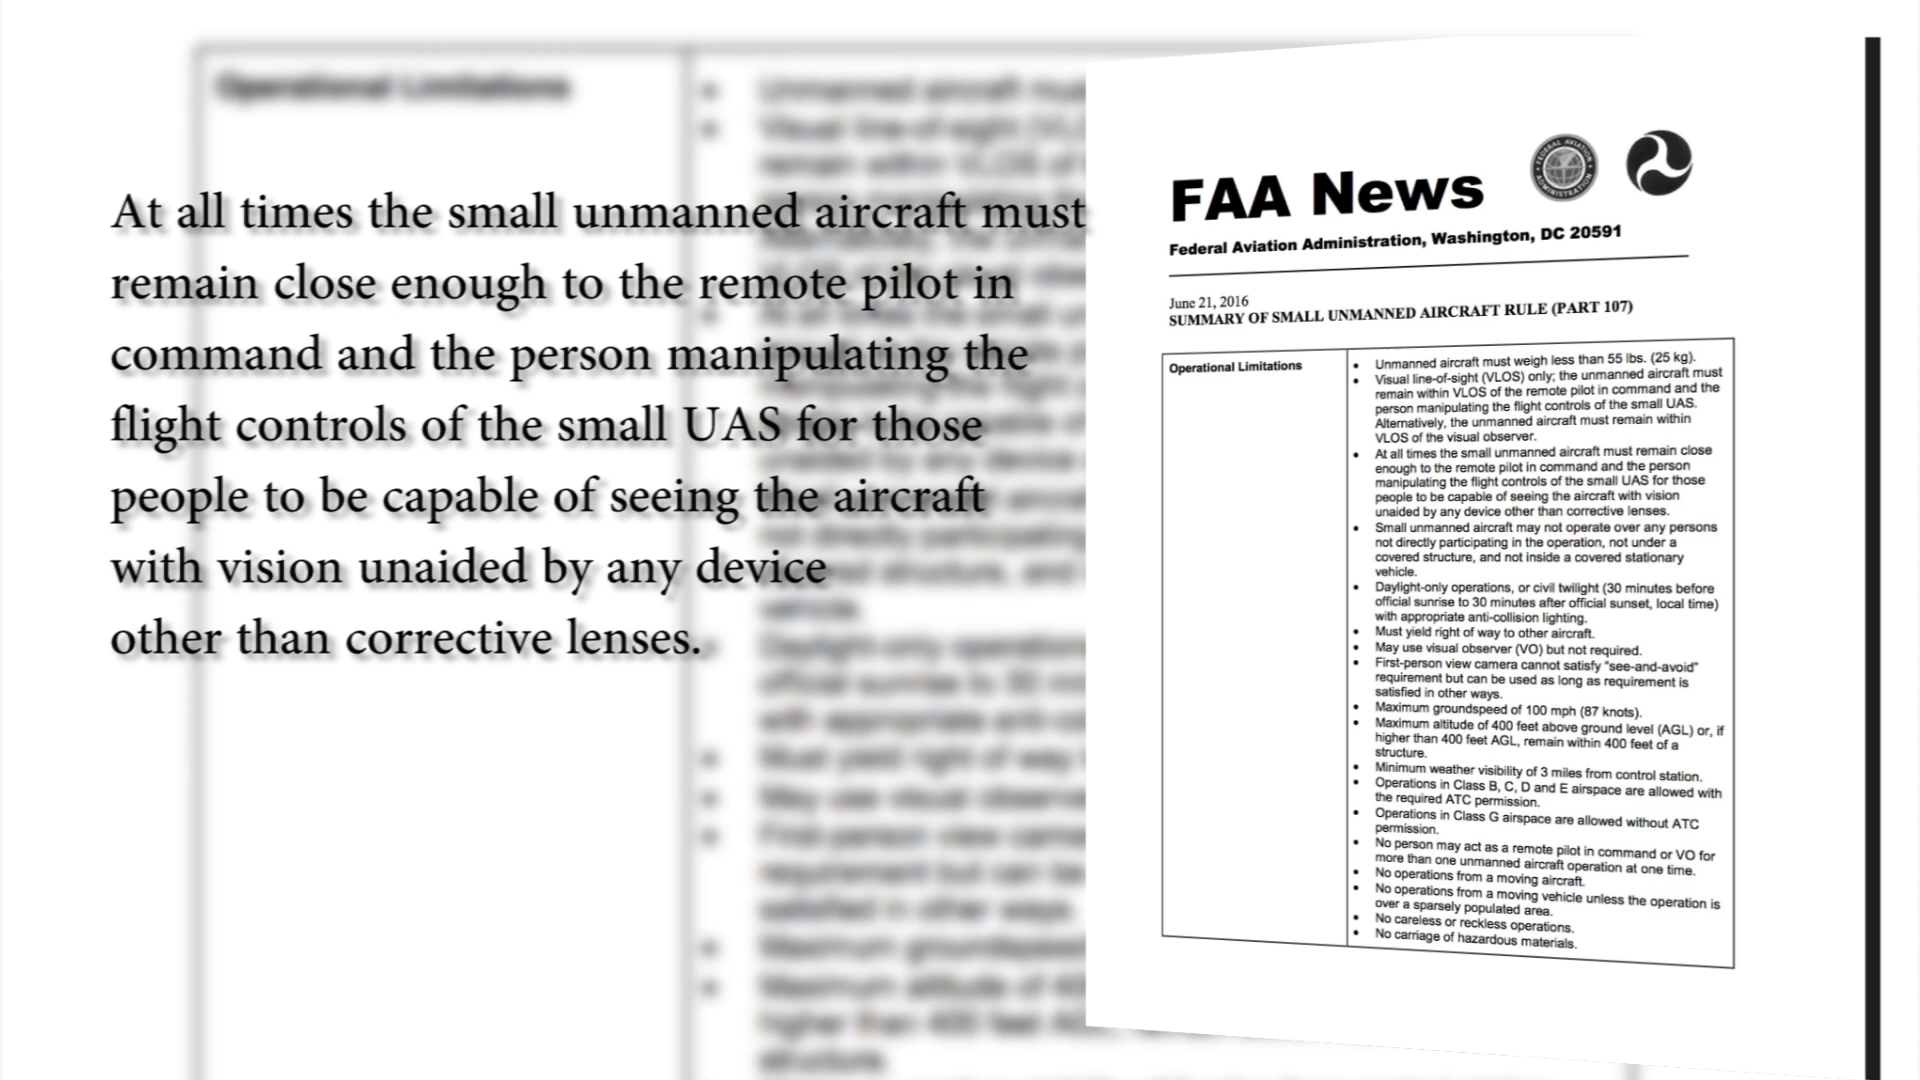 At all times the small unmanned aircraft must
remain close enough to the remote pilot in
command and the person manipulating the
flight controls of the small UAS for those
people to be capable of seeing the aircraft
with vision unaided by any device
other than corrective lenses.
Operational Limitations
FAA News
Federal Aviation Administration, Washington, DC 20591
June 21, 2016
SUMMARY OF SMALL UNMANNED AIRCRAFT RULE (PART 107)
Operational Limitations
• Unmanned aircraft must weigh less than 55 lbs. (25 kg).
• Visual line-of-sight (VLOS) only; the unmanned aircraft must
remain within VLOS of the remote pilot in command and the
person manipulating the flight controls of the small UAS.
Alternatively, the unmanned aircraft must remain within
VLOS of the visual observer.
• At all times the small unmanned aircraft must remain close
enough to the remote pilot in command and the person
manipulating the flight controls of the small UAS for those
people to be capable of seeing the aircraft with vision
unaided by any device other than corrective lenses.
• Small unmanned aircraft may not operate over any persons
not directly participating in the operation, not under a
covered structure, and not inside a covered stationary
vehicle.
• Daylight-only operations, or civil twilight (30 minutes before
official sunrise to 30 minutes after official sunset, local time)
with appropriate anti-collision lighting.
• Must yield right of way to other aircraft.
• May use visual observer (VO) but not required.
• First-person view camera cannot satisfy "see-and-avoid"
requirement but can be used as long as requirement is
satisfied in other ways.
• Maximum groundspeed of 100 mph (87 knots).
• Maximum altitude of 400 feet above ground level (AGL) or, if
higher than 400 feet AGL, remain within 400 feet of a
structure.
• Minimum weather visibility of 3 miles from control station.
• Operations in Class B, C, D and E airspace are allowed with
the required ATC permission.
• Operations in Class G airspace are allowed without ATC
permission.
• No person may act as a remote pilot in command or VO for
more than one unmanned aircraft operation at one time.
• No operations from a moving aircraft.
• No operations from a moving vehicle unless the operation is
over a sparsely populated area.
• No careless or reckless operations.
• No carriage of hazardous materials.